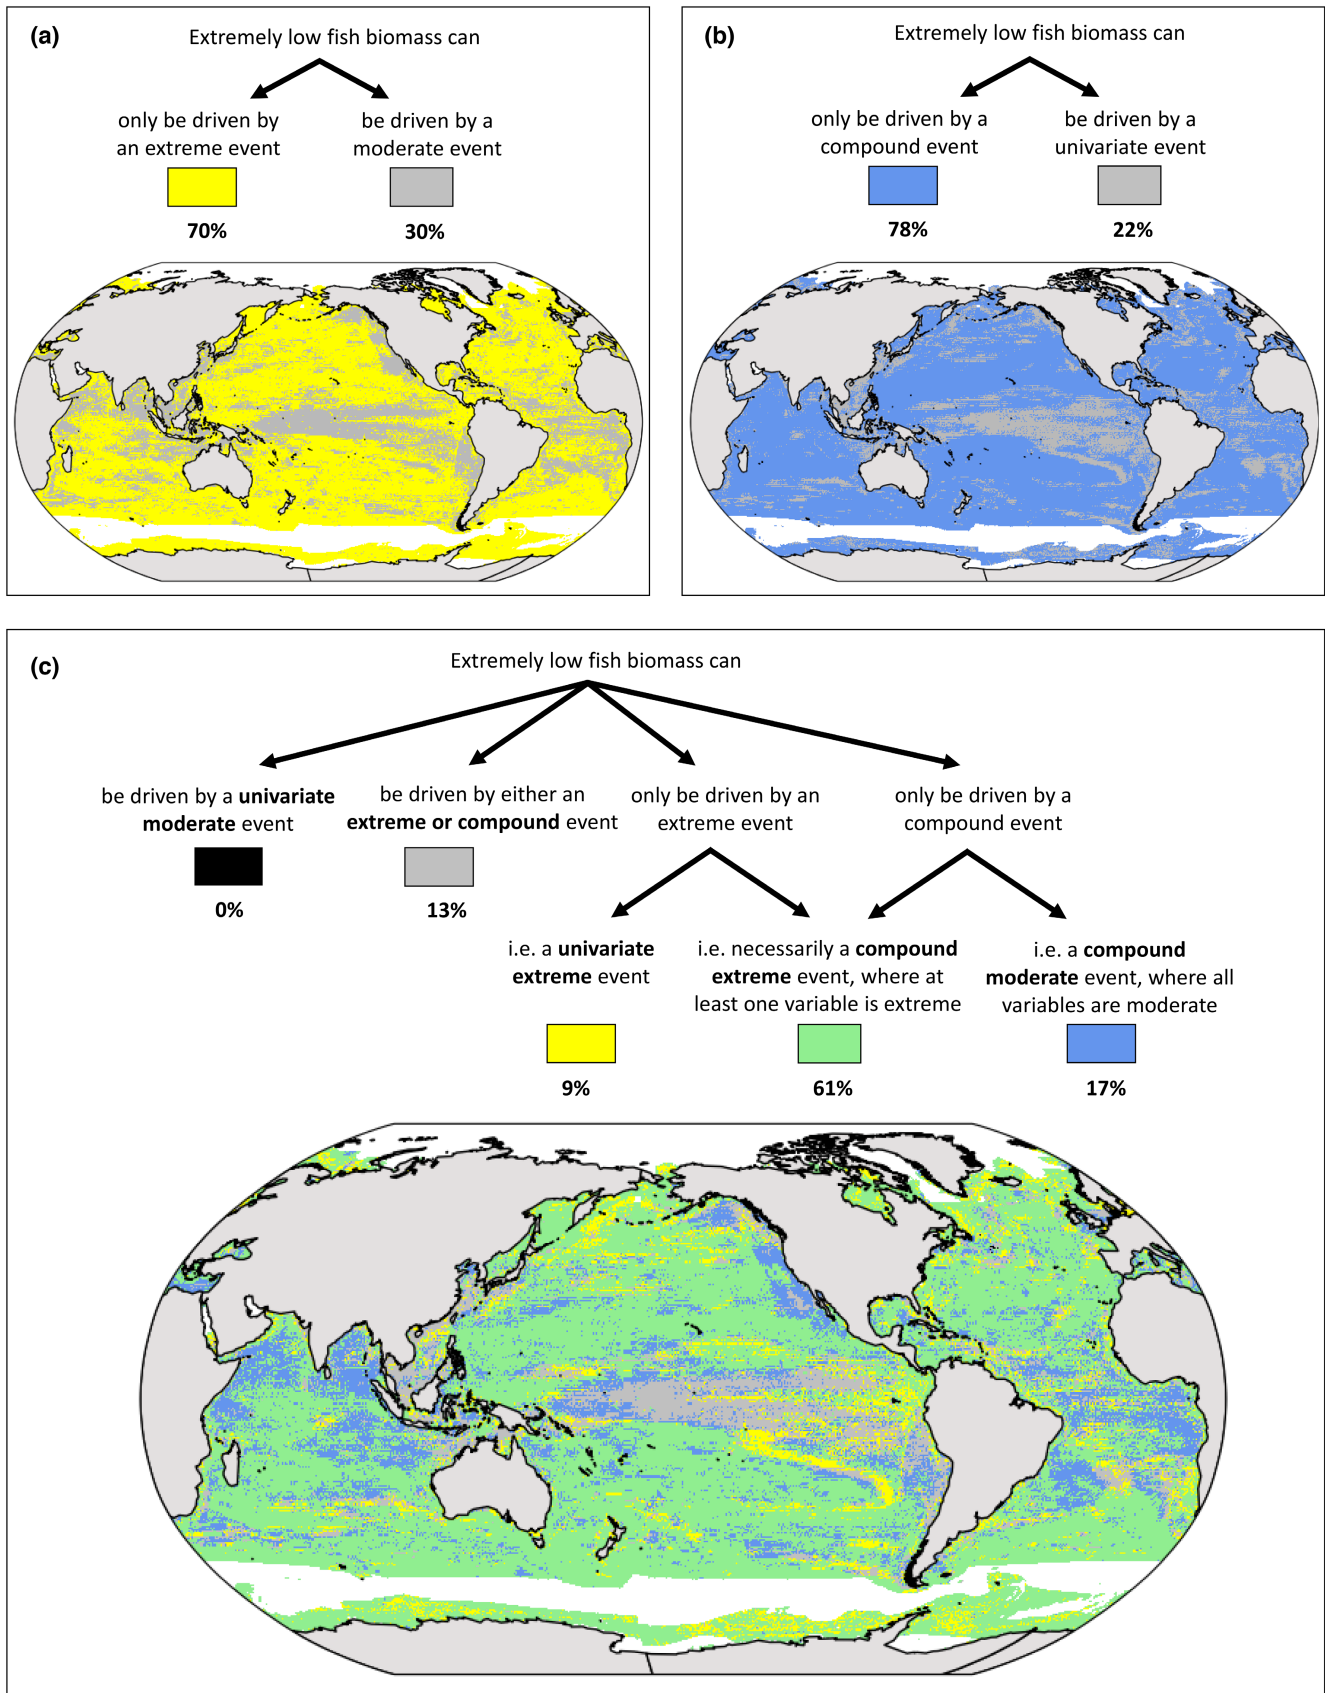 (a)
Extremely low fish biomass can
only be driven by
an extreme event
70%
be driven by a
moderate event
30%
(b)
Extremely low fish biomass can
only be driven by a
compound event
78%
be driven by a
univariate event
22%
(c)
Extremely low fish biomass can
be driven by a univariate
moderate event
0%
be driven by either an
extreme or compound event
13%
only be driven by an
extreme event
only be driven by a
compound event
i.e. a univariate
extreme event
9%
i.e. necessarily a compound
extreme event, where at
least one variable is extreme
61%
i.e. a compound
moderate event, where all
variables are moderate
17%